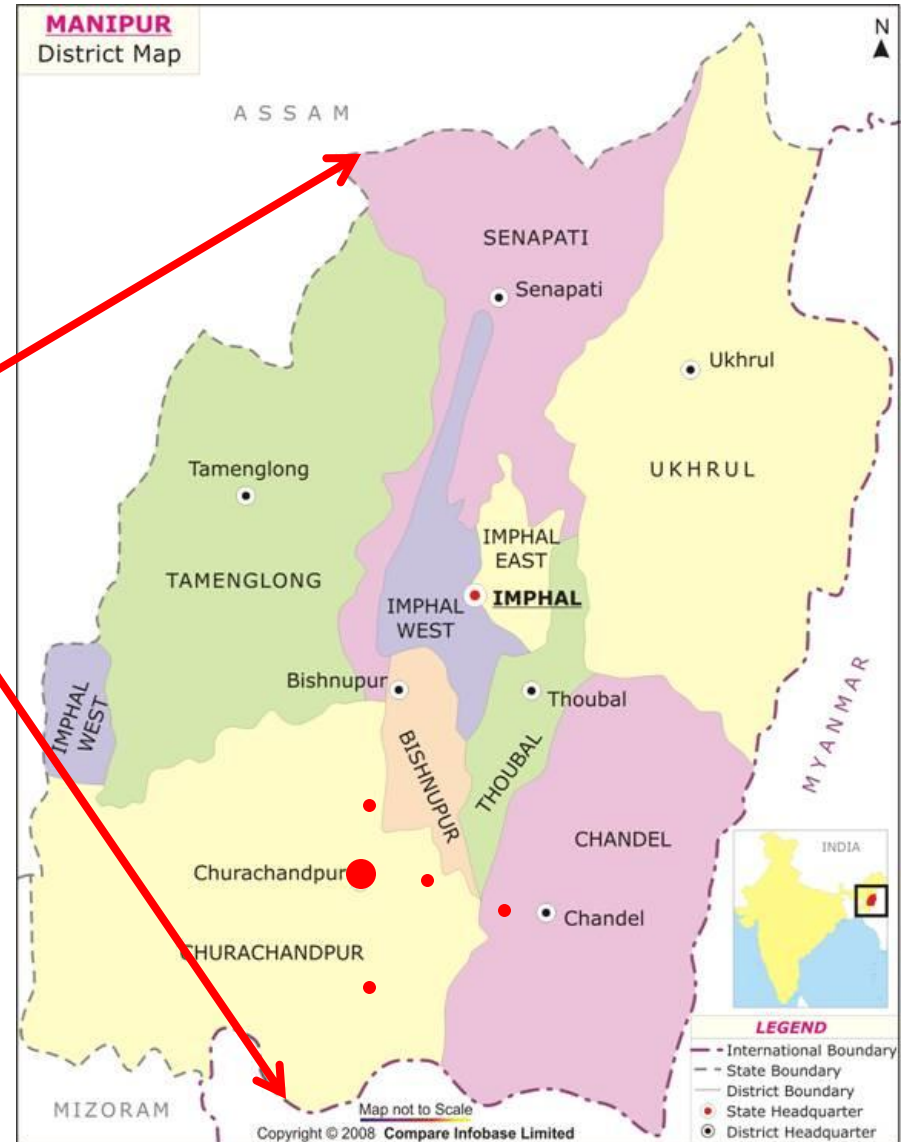 MANIPUR
District Map
N
ASSAM
SENAPATI
Senapati
Ukhrul
UKHRUL
Tamenglong
TAMENGLONG
IMPHAL
EAST
IMPHAL
IMPHAL
WEST
Bishnupur
Thoubal
IMPHAL
WEST
BISHNUPUR
THOUBAL
MYANMAR
CHANDEL
INDIA
Churachandpur
Chandel
CHURACHANDPUR
LEGEND
International Boundary
State Boundary
District Boundary
State Headquarter
District Headquarter
MIZORAM
Map not to Scale
Copyright © 2008 Compare Infobase Limited